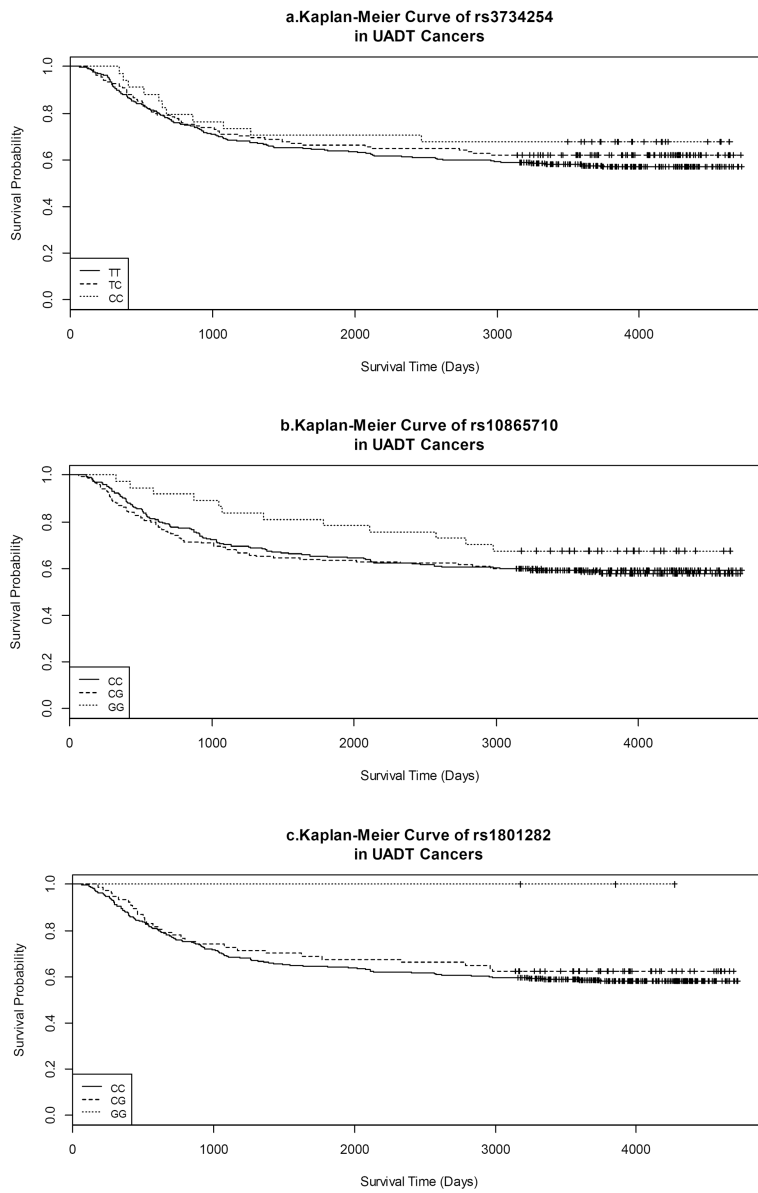 a.Kaplan-Meier Curve of rs3734254
in UADT Cancers
Survival Probability
1.0
0.8
0.6
0.4
0.2
0.0
TT
TC
CC
0 1000 2000 3000 4000
Survival Time (Days)
b.Kaplan-Meier Curve of rs10865710
in UADT Cancers
Survival Probability
1.0
0.8
0.6
0.4
0.2
0.0
CC
CG
GG
0 1000 2000 3000 4000
Survival Time (Days)
c.Kaplan-Meier Curve of rs1801282
in UADT Cancers
Survival Probability
1.0
0.8
0.6
0.4
0.2
0.0
CC
CG
GG
0 1000 2000 3000 4000
Survival Time (Days)